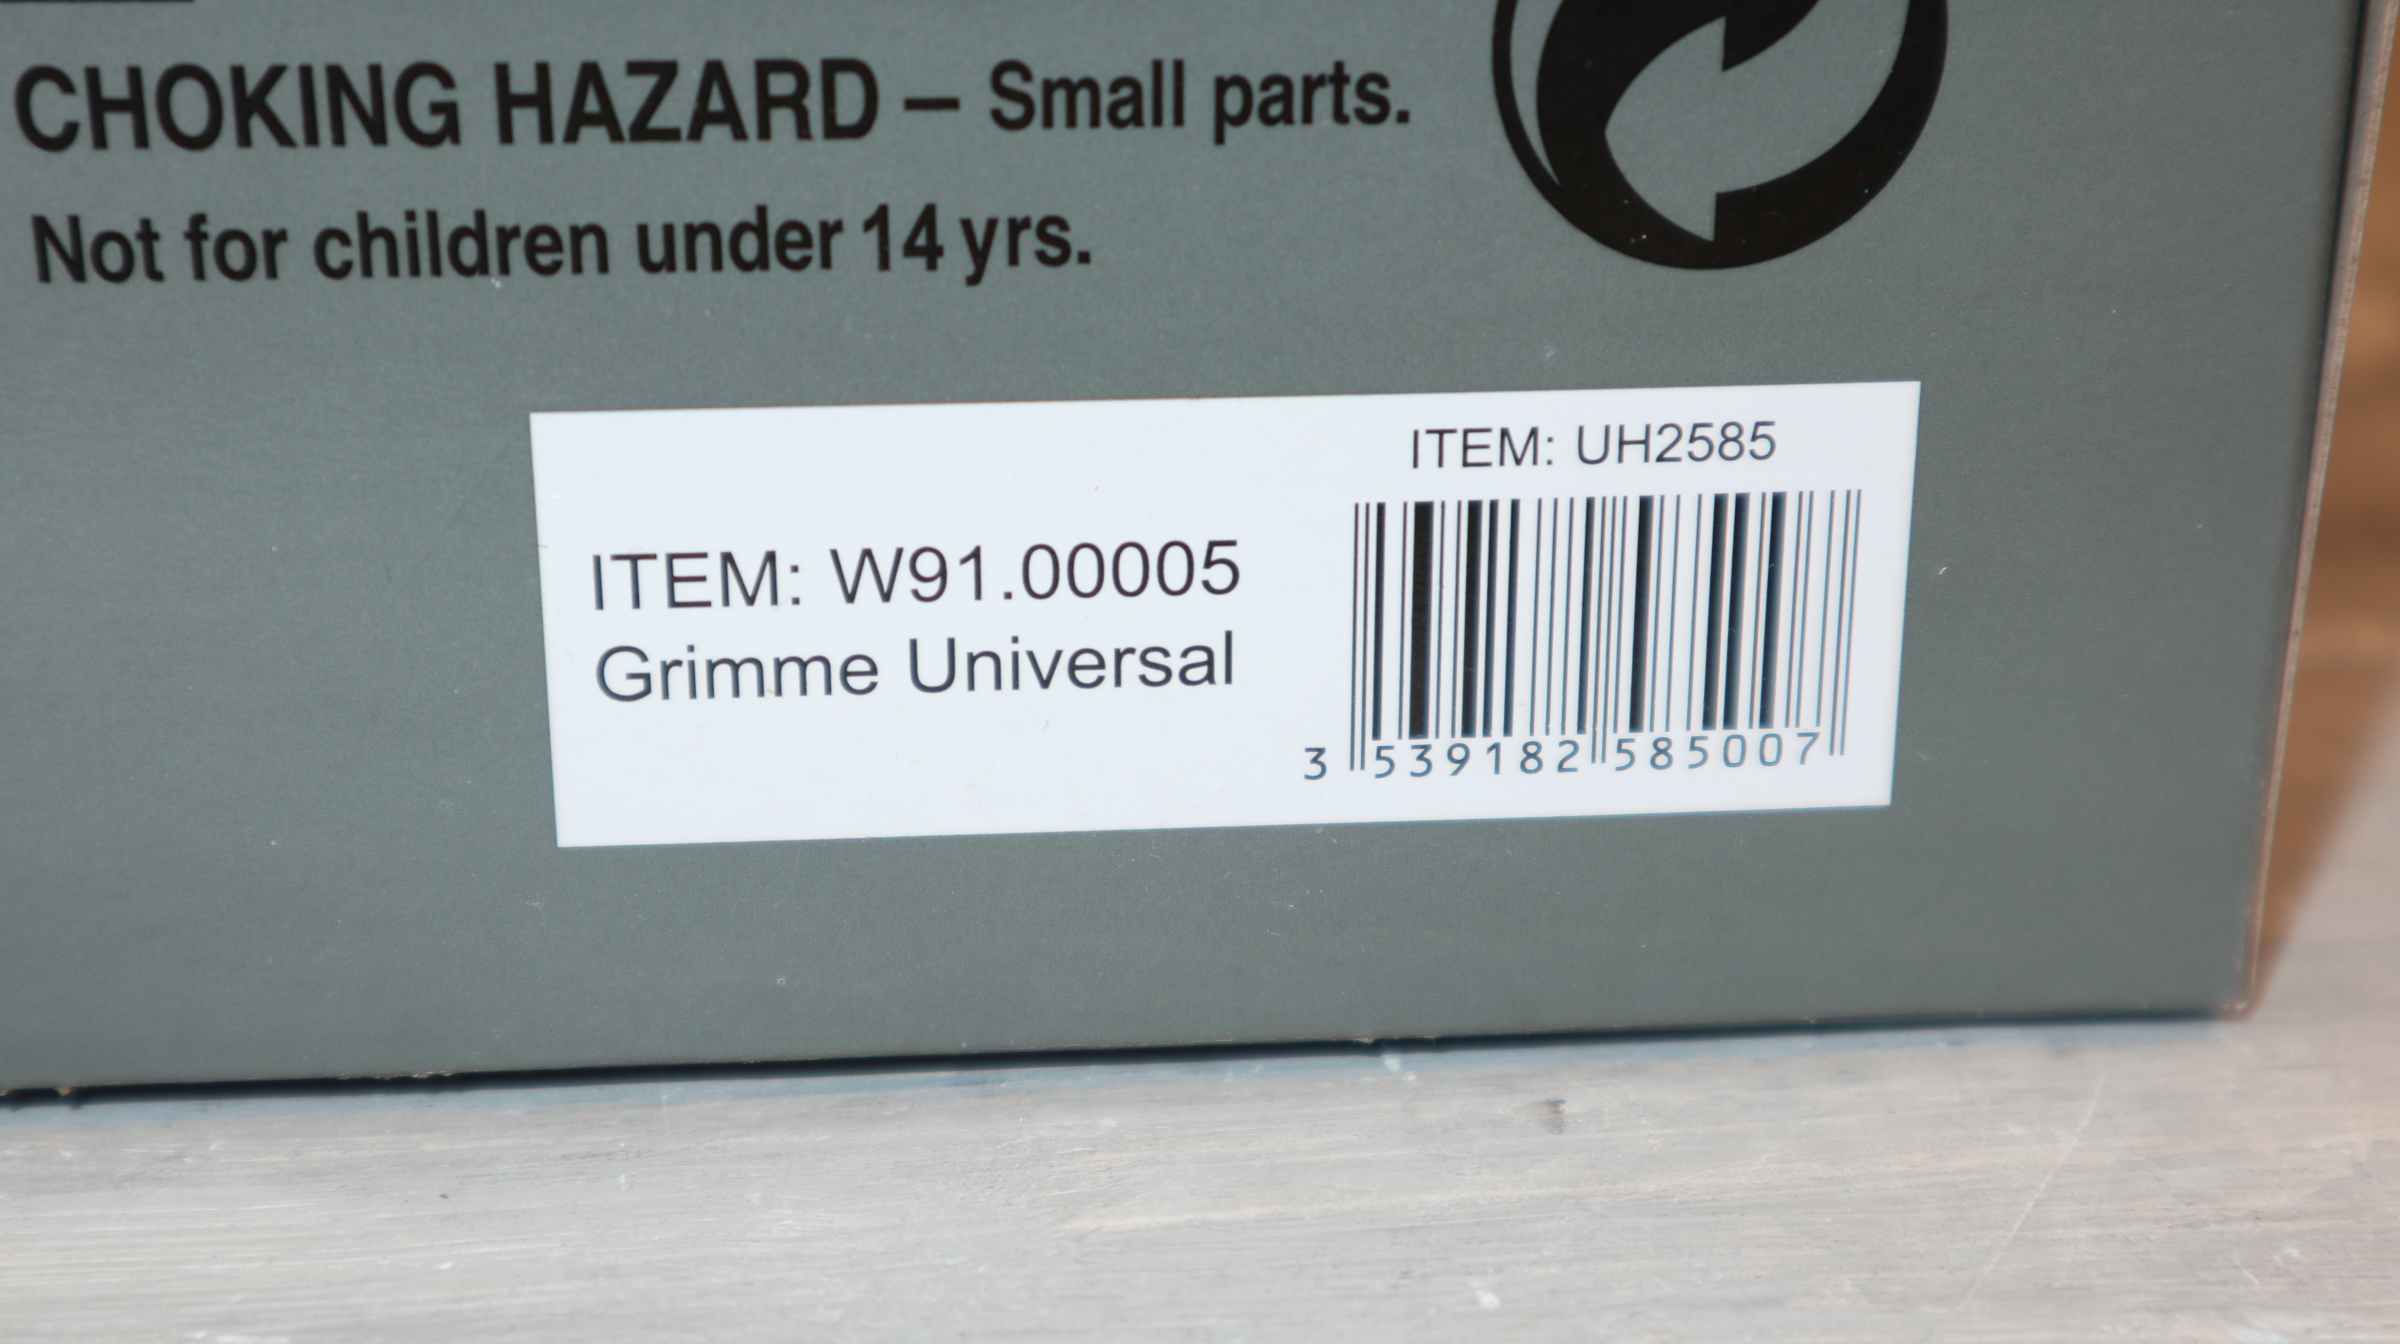 CHOKING HAZARD – Small parts.
Not for children under 14 yrs.
ITEM: UH2585
ITEM: W91.00005
Grimme Universal
3 539182 585007